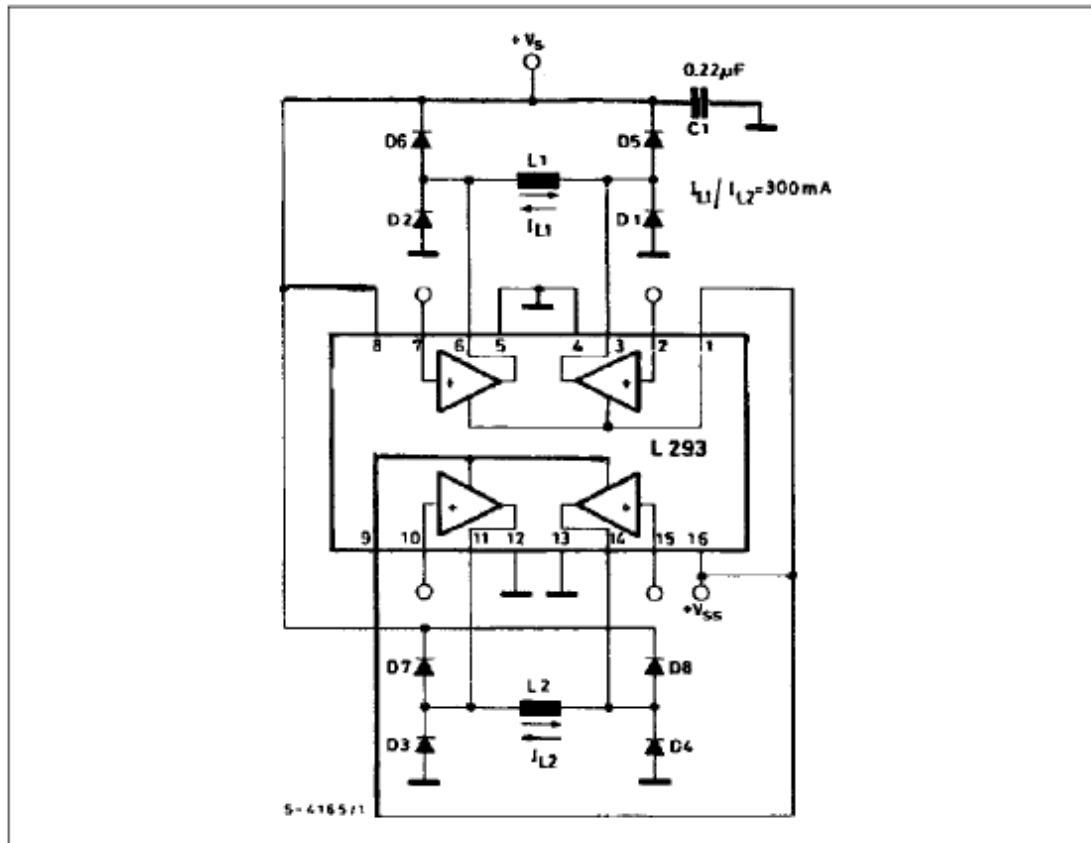 +Vs
0.22µF
C1
D6
L1
D5
IL1/IL2=300mA
D2
IL1
D1
8 7 6 5 4 3 2 1
+ +
L 293
+ +
9 10 11 12 13 14 15 16
+Vss
D7
L2
D8
D3
IL2
D4
S-4165/1